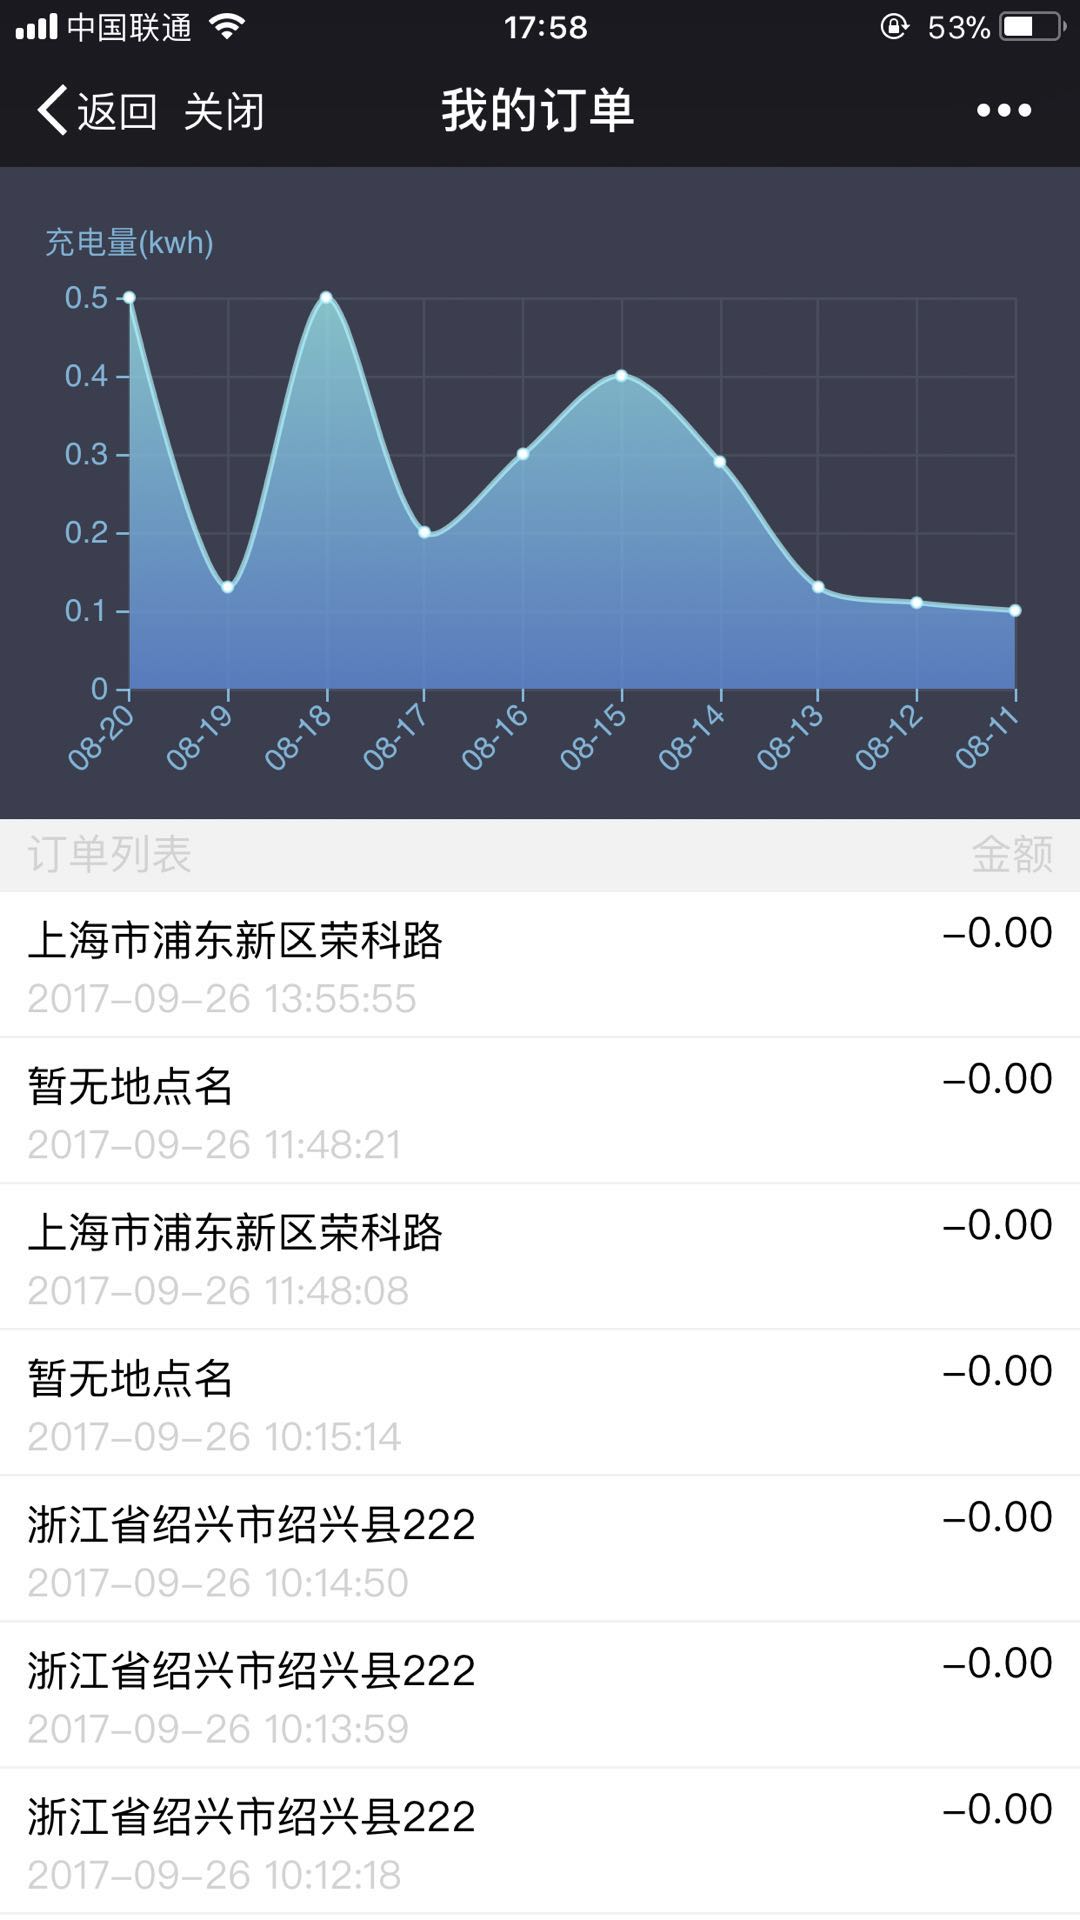 中国联通 17:58 53%
返回 关闭 我的订单
充电量(kwh)
0.5
0.4
0.3
0.2
0.1
0
08-20 08-19 08-18 08-17 08-16 08-15 08-14 08-13 08-12 08-11
订单列表 金额
上海市浦东新区荣科路 -0.00
2017-09-26 13:55:55
暂无地点名 -0.00
2017-09-26 11:48:21
上海市浦东新区荣科路 -0.00
2017-09-26 11:48:08
暂无地点名 -0.00
2017-09-26 10:15:14
浙江省绍兴市绍兴县222 -0.00
2017-09-26 10:14:50
浙江省绍兴市绍兴县222 -0.00
2017-09-26 10:13:59
浙江省绍兴市绍兴县222 -0.00
2017-09-26 10:12:18